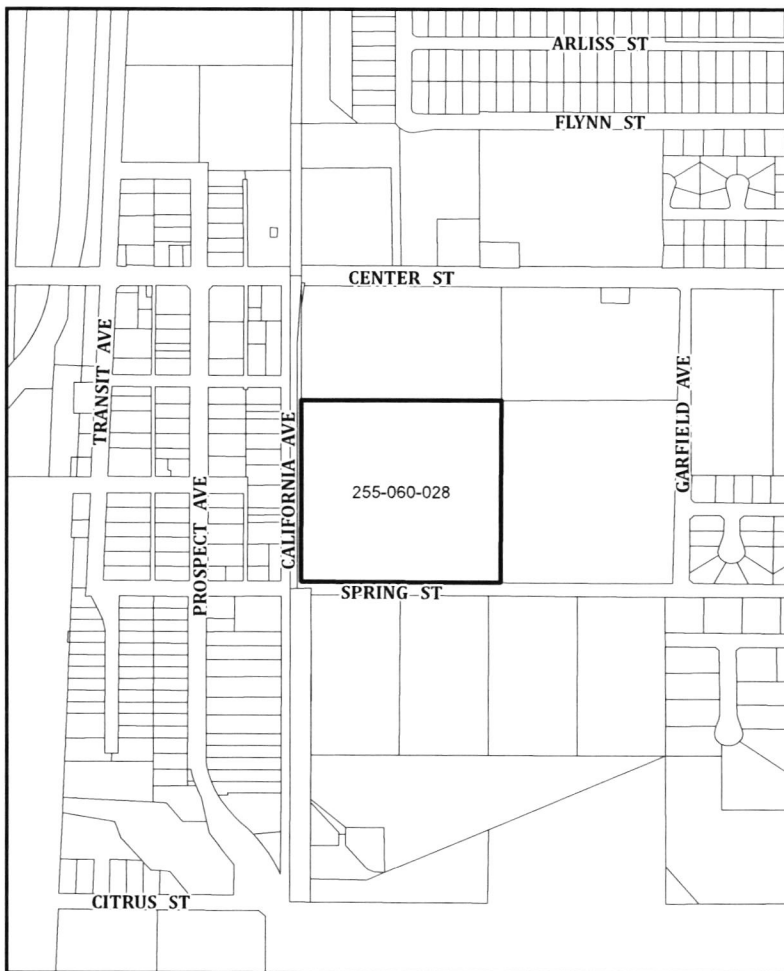 ARLISS ST
FLYNN ST
CENTER ST
TRANSIT AVE
PROSPECT AVE
CALIFORNIA AVE
255-060-028
GARFIELD AVE
SPRING ST
CITRUS ST